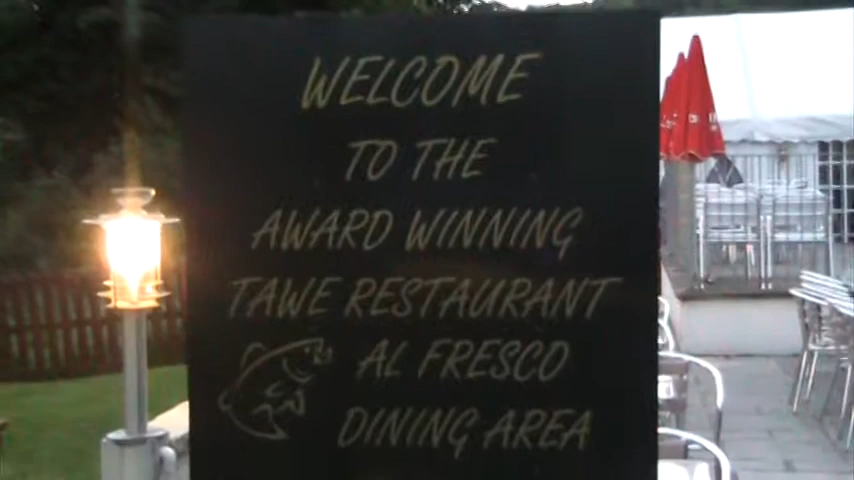 WELCOME
TO THE
AWARD WINNING
TAWE RESTAURANT
AL FRESCO
DINING AREA